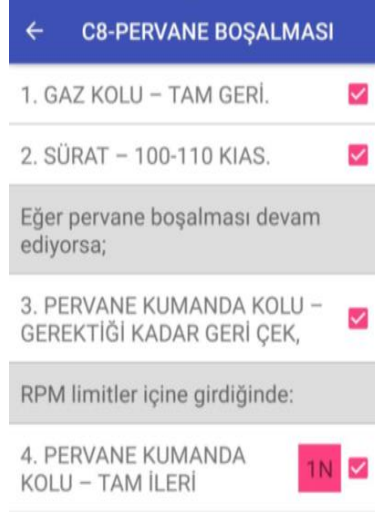 C8-PERVANE BOŞALMASI
1. GAZ KOLU – TAM GERİ.
2. SÜRAT – 100-110 KIAS.
Eğer pervane boşalması devam
ediyorsa;
3. PERVANE KUMANDA KOLU –
GEREKTİĞİ KADAR GERİ ÇEK,
RPM limitler içine girdiğinde:
4. PERVANE KUMANDA
KOLU – TAM İLERİ
1N